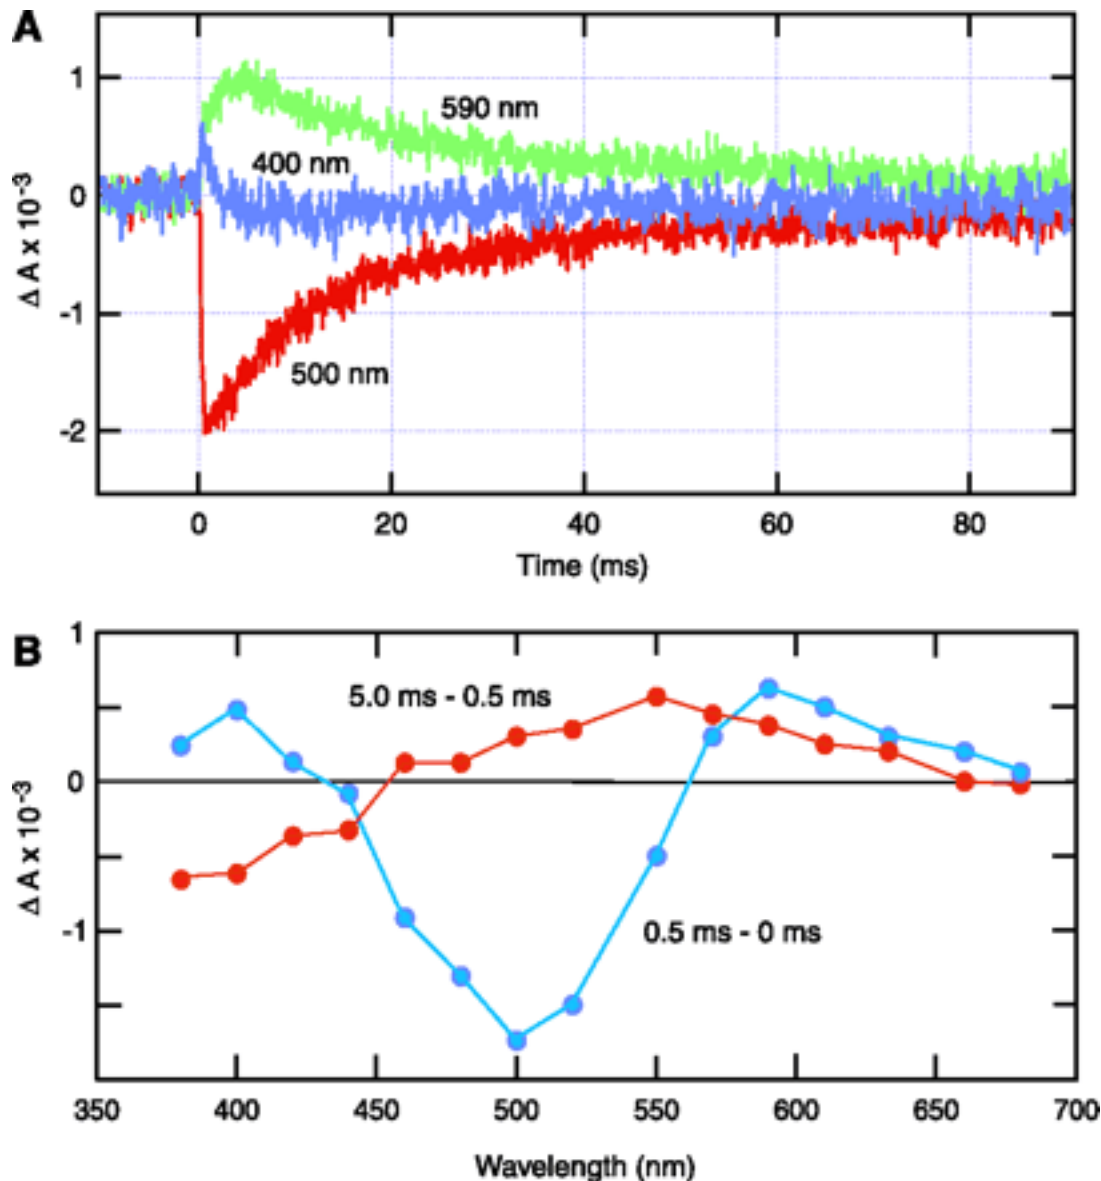 A
1
0
-1
-2
Δ A x 10-3
590 nm
400 nm
500 nm
0 20 40 60 80
Time (ms)
B
1
0
-1
Δ A x 10-3
5.0 ms - 0.5 ms
0.5 ms - 0 ms
350 400 450 500 550 600 650 700
Wavelength (nm)